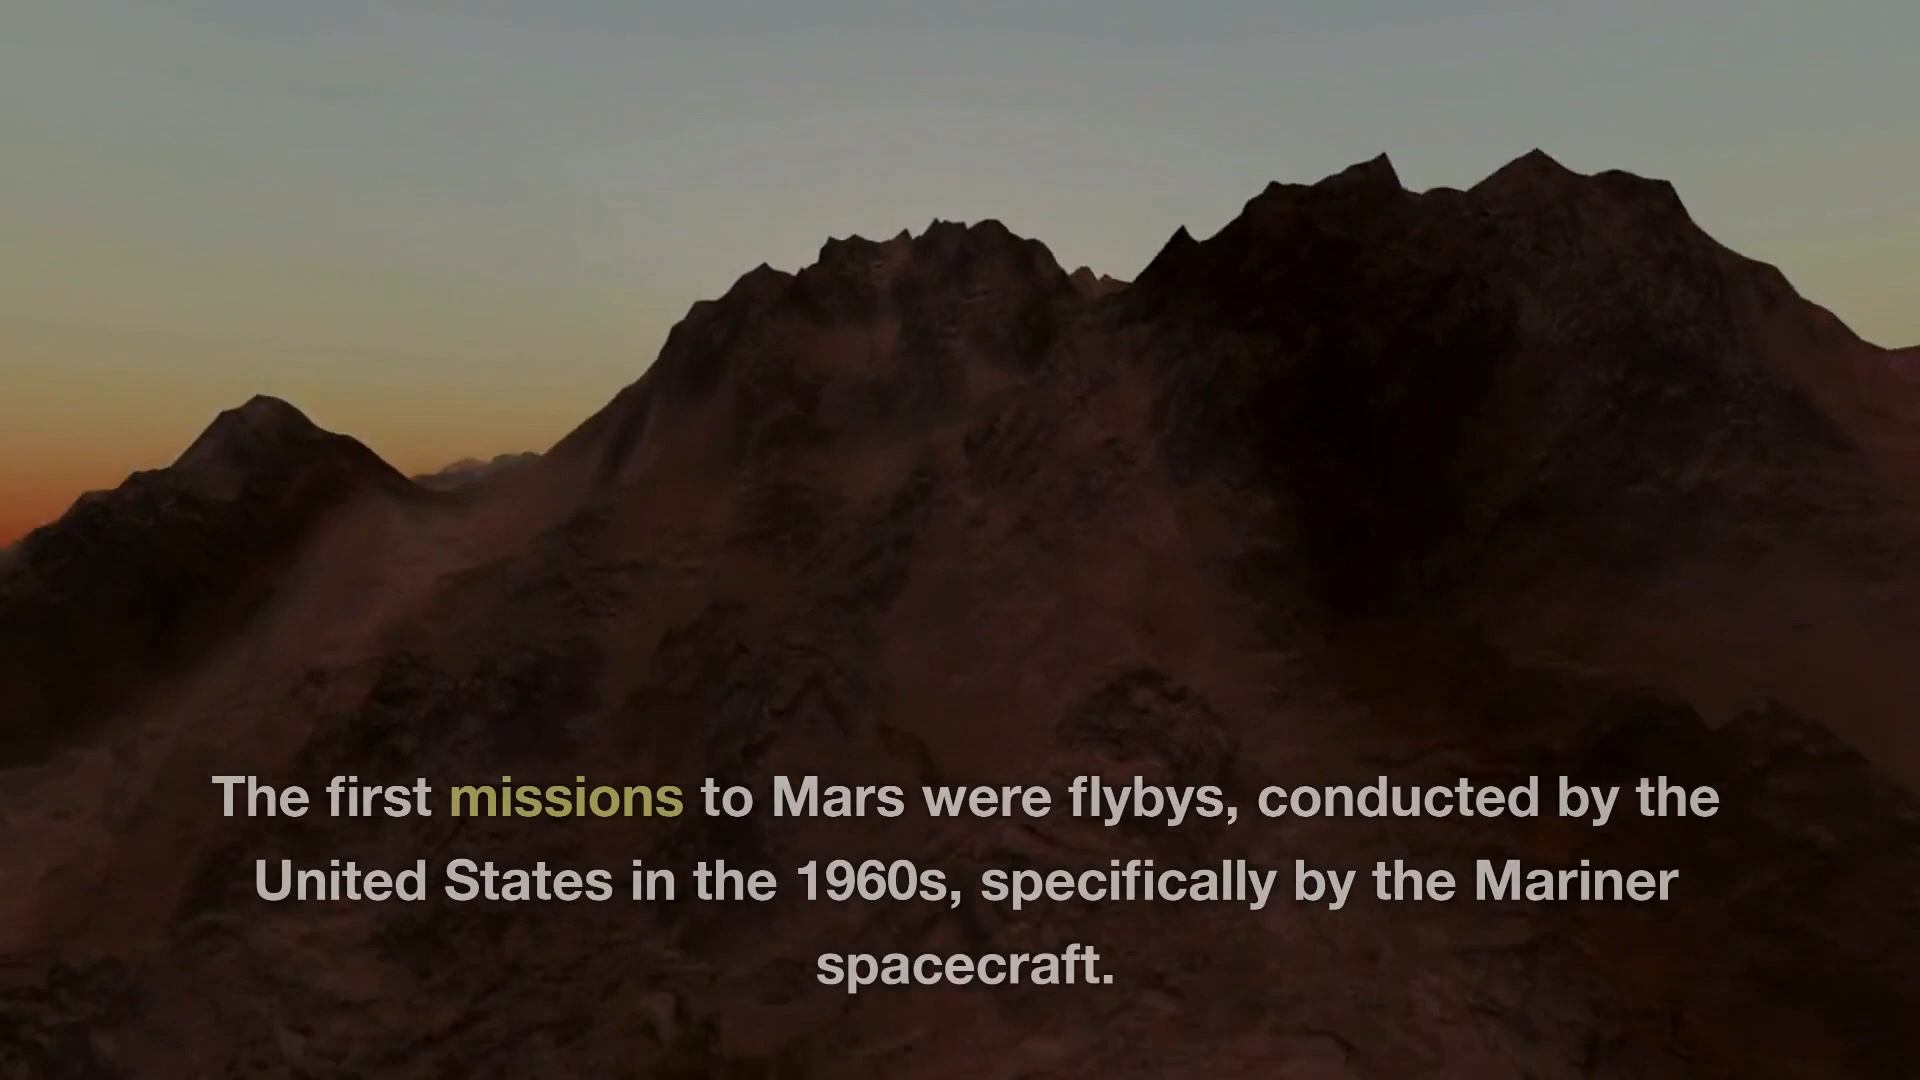 The first missions to Mars were flybys, conducted by the
United States in the 1960s, specifically by the Mariner
spacecraft.